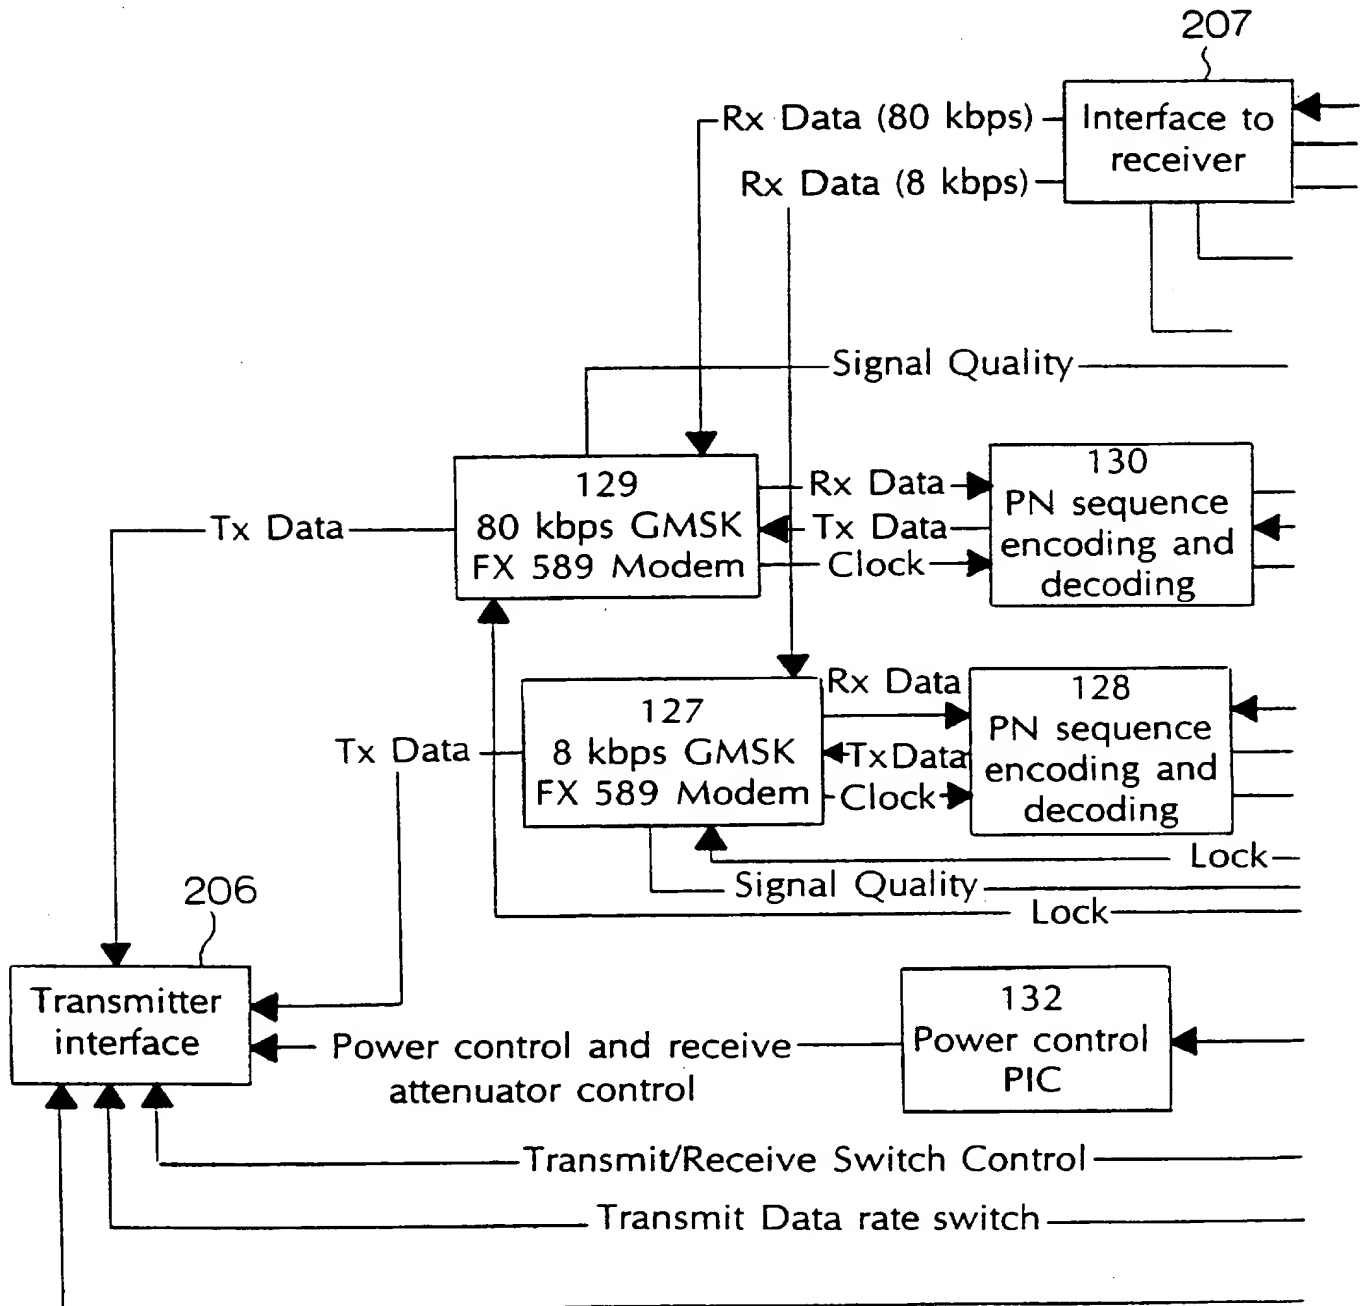 207
Rx Data (80 kbps)
Interface to
receiver
Rx Data (8 kbps)
Signal Quality
129
80 kbps GMSK
FX 589 Modem
Rx Data
Tx Data
Clock
130
PN sequence
encoding and
decoding
Tx Data
127
8 kbps GMSK
FX 589 Modem
Rx Data
TxData
Clock
128
PN sequence
encoding and
decoding
Tx Data
Lock
Signal Quality
Lock
206
Transmitter
interface
Power control and receive
attenuator control
132
Power control
PIC
Transmit/Receive Switch Control
Transmit Data rate switch